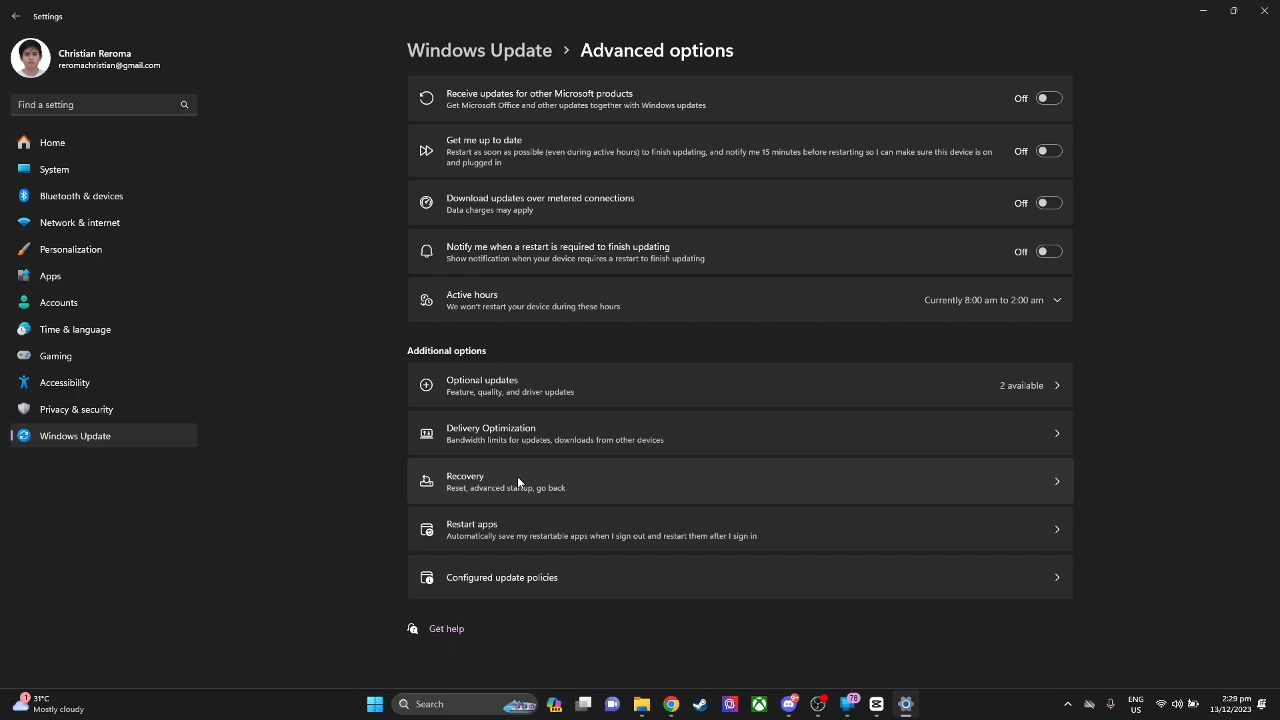 Settings
Christian Reroma
reromachristian@gmail.com
Find a setting
Home
System
Bluetooth & devices
Network & internet
Personalization
Apps
Accounts
Time & language
Gaming
Accessibility
Privacy & security
Windows Update
Windows Update > Advanced options
Receive updates for other Microsoft products
Get Microsoft Office and other updates together with Windows updates
Off
Get me up to date
Restart as soon as possible (even during active hours) to finish updating, and notify me 15 minutes before restarting so I can make sure this device is on
and plugged in
Off
Download updates over metered connections
Data charges may apply
Off
Notify me when a restart is required to finish updating
Show notification when your device requires a restart to finish updating
Off
Active hours
We won't restart your device during these hours
Currently 8:00 am to 2:00 am
Additional options
Optional updates
Feature, quality, and driver updates
2 available
Delivery Optimization
Bandwidth limits for updates, downloads from other devices
Recovery
Reset, advanced startup, go back
Restart apps
Automatically save my restartable apps when I sign out and restart them after I sign in
Configured update policies
Get help
1
31°C
Mostly cloudy
Search
9+
78
ENG
US
2:29 pm
13/12/2023